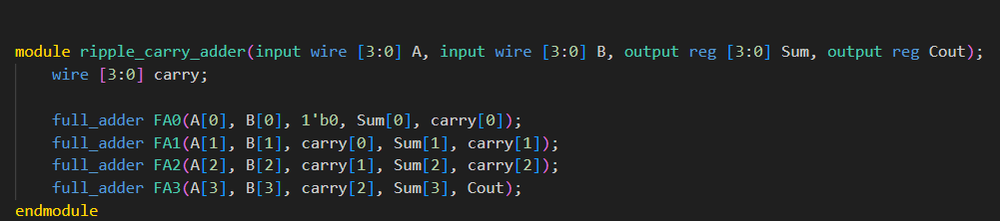 module ripple_carry_adder(input wire [3:0] A, input wire [3:0] B, output reg [3:0] Sum, output reg Cout);
    wire [3:0] carry;
    full_adder FA0(A[0], B[0], 1'b0, Sum[0], carry[0]);
    full_adder FA1(A[1], B[1], carry[0], Sum[1], carry[1]);
    full_adder FA2(A[2], B[2], carry[1], Sum[2], carry[2]);
    full_adder FA3(A[3], B[3], carry[2], Sum[3], Cout);
endmodule